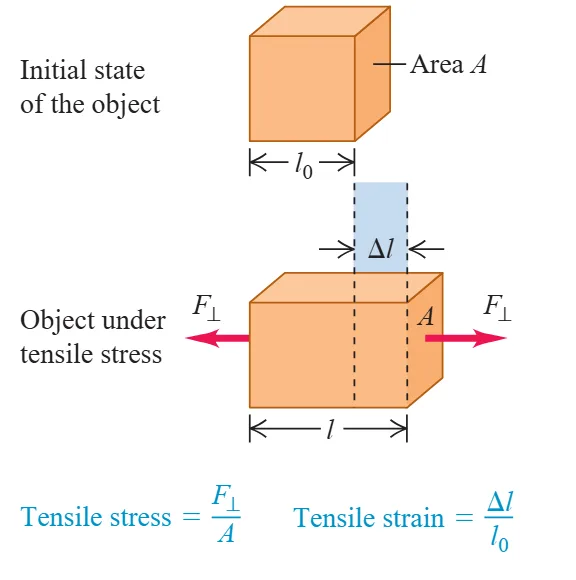 Initial state
of the object
Area A
l₀
Δl
F⊥
F⊥
Object under
tensile stress
A
l
Tensile stress = F⊥/A
Tensile strain = Δl/l₀